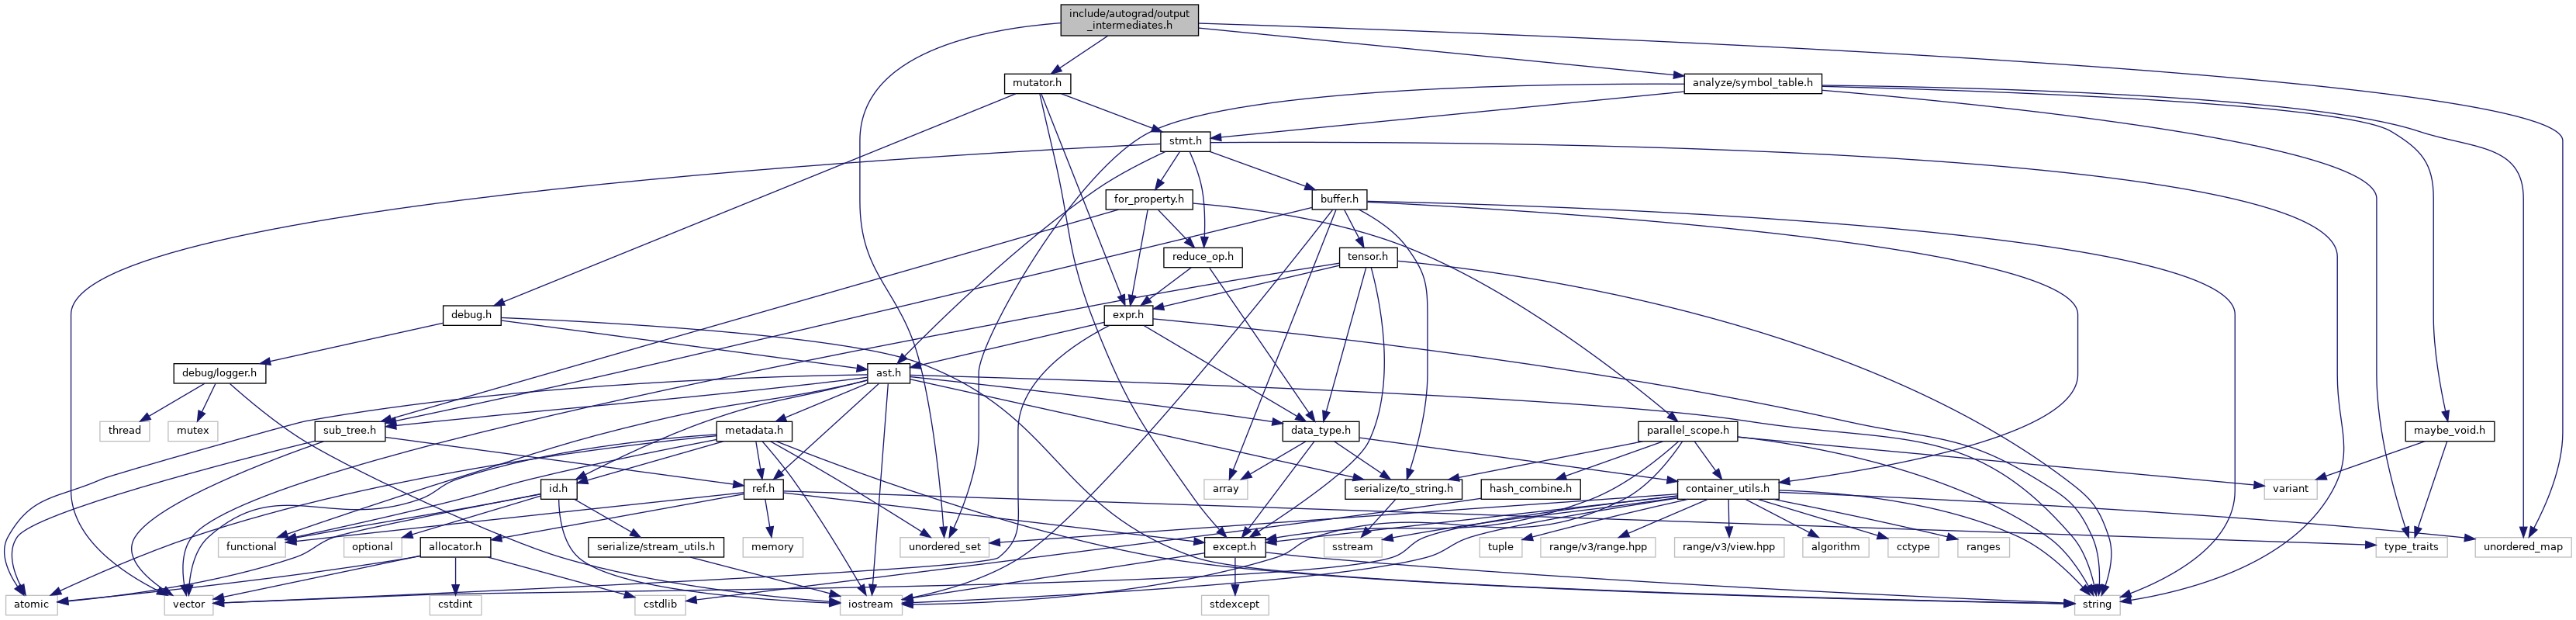 include/autograd/output
_intermediates.h
mutator.h
analyze/symbol_table.h
stmt.h
for_property.h
buffer.h
reduce_op.h
tensor.h
debug.h
expr.h
debug/logger.h
ast.h
thread
mutex
sub_tree.h
metadata.h
data_type.h
parallel_scope.h
maybe_void.h
id.h
ref.h
array
serialize/to_string.h
hash_combine.h
container_utils.h
variant
functional
optional
allocator.h
serialize/stream_utils.h
memory
unordered_set
except.h
sstream
tuple
range/v3/range.hpp
range/v3/view.hpp
algorithm
cctype
ranges
type_traits
unordered_map
atomic
vector
cstdint
cstdlib
iostream
stdexcept
string